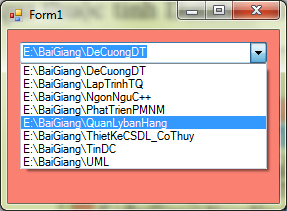 Form1
E:\BaiGiang\DeCuongDT
E:\BaiGiang\DeCuongDT
E:\BaiGiang\LapTrinhTQ
E:\BaiGiang\NgonNguC++
E:\BaiGiang\PhatTrienPMNM
E:\BaiGiang\QuanLybanHang
E:\BaiGiang\ThietKeCSDL_CoThuy
E:\BaiGiang\TinDC
E:\BaiGiang\UML